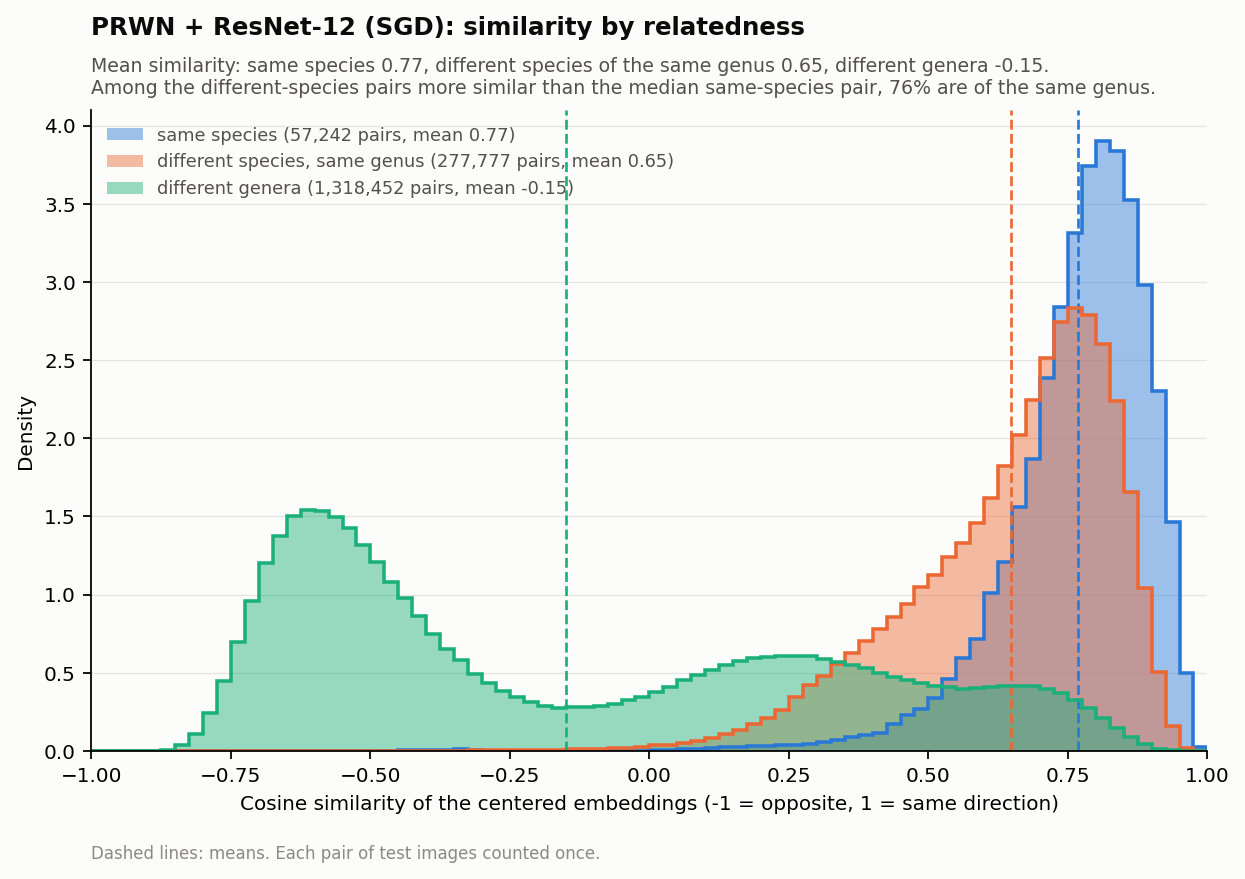 PRWN + ResNet-12 (SGD): similarity by relatedness
Mean similarity: same species 0.77, different species of the same genus 0.65, different genera -0.15.
Among the different-species pairs more similar than the median same-species pair, 76% are of the same genus.
same species (57,242 pairs, mean 0.77)
different species, same genus (277,777 pairs, mean 0.65)
different genera (1,318,452 pairs, mean -0.15)
4.0
3.5
3.0
2.5
2.0
1.5
1.0
0.5
0.0
Density
−1.00 −0.75 −0.50 −0.25 0.00 0.25 0.50 0.75 1.00
Cosine similarity of the centered embeddings (-1 = opposite, 1 = same direction)
Dashed lines: means. Each pair of test images counted once.